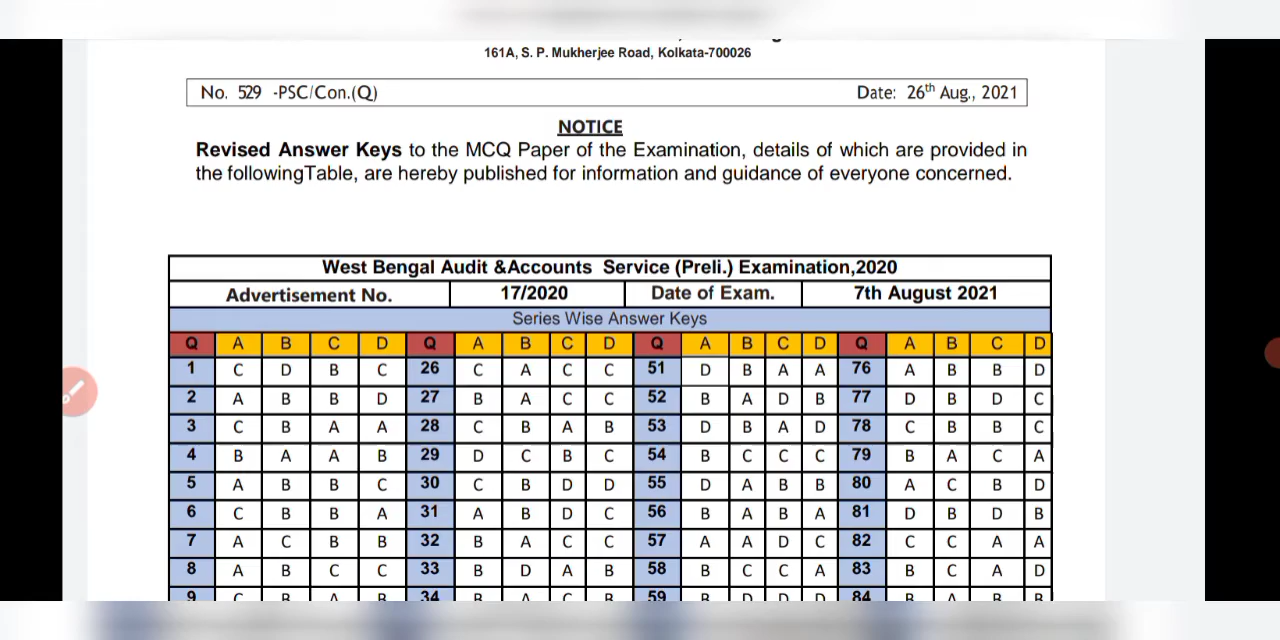 161A, S. P. Mukherjee Road, Kolkata-700026
No. 529 -PSC/Con.(Q) Date: 26th Aug., 2021
NOTICE
Revised Answer Keys to the MCQ Paper of the Examination, details of which are provided in
the followingTable, are hereby published for information and guidance of everyone concerned.
West Bengal Audit &Accounts Service (Preli.) Examination,2020
Advertisement No. 17/2020 Date of Exam. 7th August 2021
Series Wise Answer Keys
Q A B C D Q A B C D Q A B C D Q A B C D
1 C D B C 26 C A C C 51 D B A A 76 A B B D
2 A B B D 27 B A C C 52 B A D B 77 D B D C
3 C B A A 28 C B A B 53 D B A D 78 C B B C
4 B A A B 29 D C B C 54 B C C C 79 B A C A
5 A B B C 30 C B D D 55 D A B B 80 A C B D
6 C B B A 31 A B D C 56 B A B A 81 D B D B
7 A C B B 32 B A C C 57 A A D C 82 C C A A
8 A B C C 33 B D A B 58 B C C A 83 B C A D
9 C B A B 34 B A C B 59 B D D D 84 B A B B